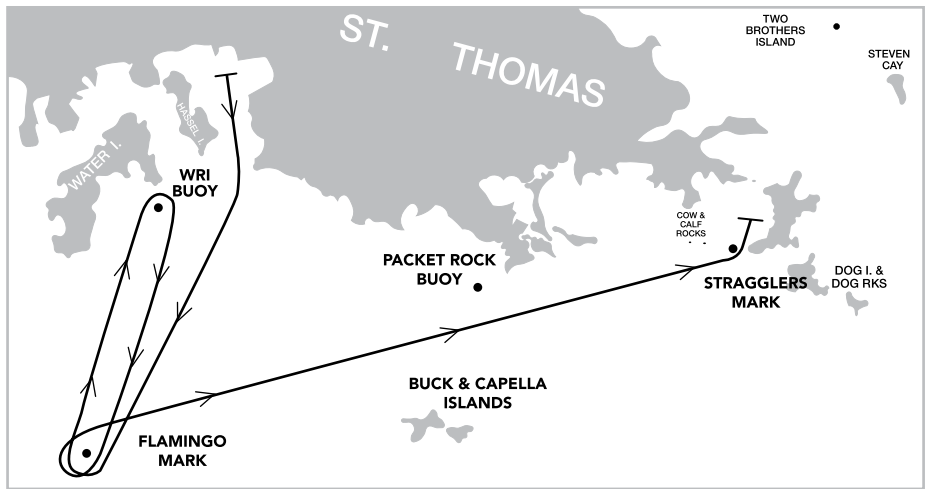 ST. THOMAS
TWO
BROTHERS
ISLAND
STEVEN
CAY
HASSEL I.
WATER I.
WRI
BUOY
COW &
CALF
ROCKS
PACKET ROCK
BUOY
STRAGGLERS
MARK
DOG I. &
DOG RKS
BUCK & CAPELLA
ISLANDS
FLAMINGO
MARK